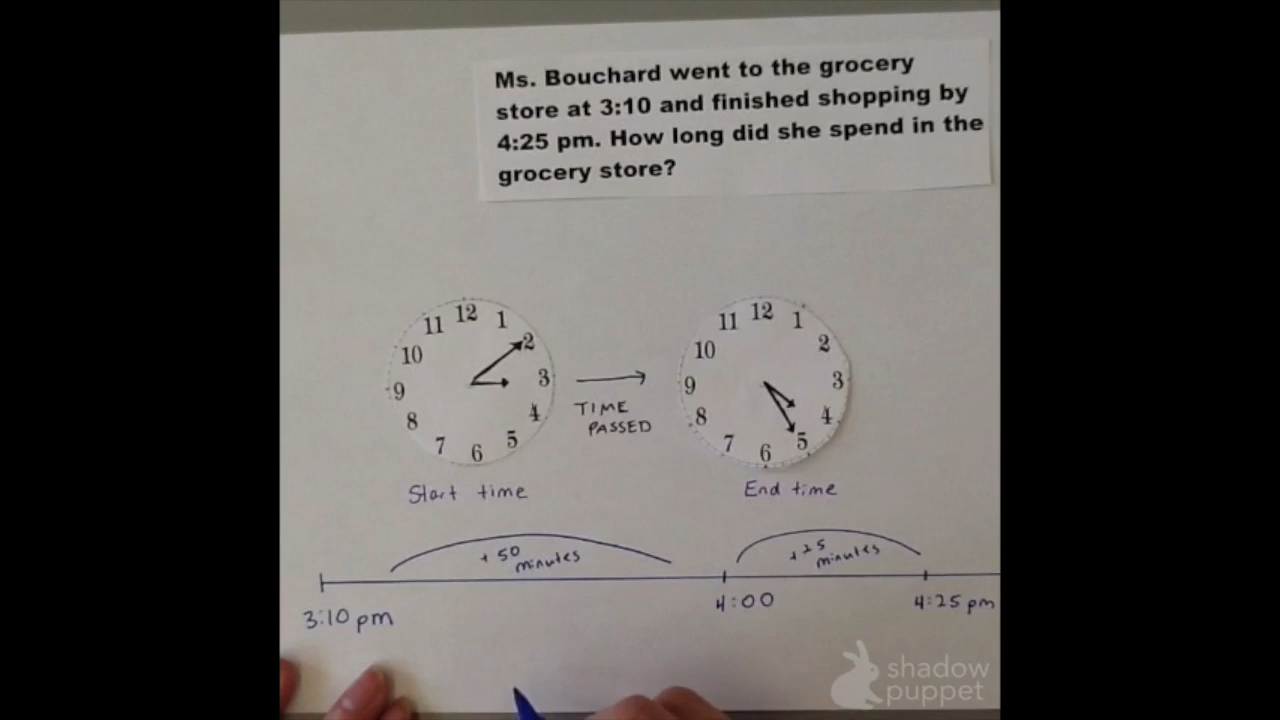 Ms. Bouchard went to the grocery
store at 3:10 and finished shopping by
4:25 pm. How long did she spend in the
grocery store?
12
11 1
10 2
9 3
8 4
7 5
6
TIME
PASSED
12
11 1
10 2
9 3
8 4
7 5
6
Start time
End time
+ 50
minutes
+ 25
minutes
3:10 pm
4:00
4:25 pm
shadow
puppet